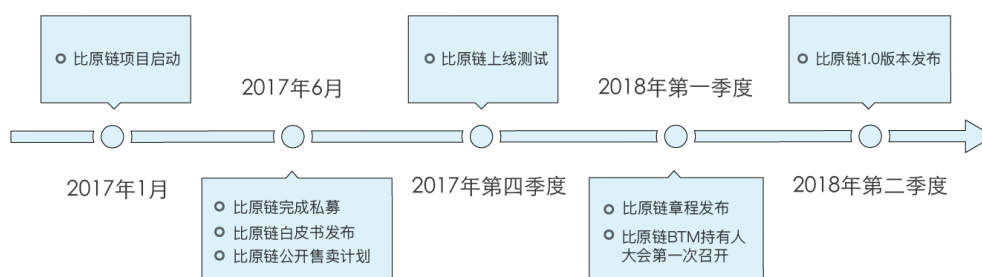 比原链项目启动
2017年1月
2017年6月
比原链完成私募
比原链白皮书发布
比原链公开售卖计划
比原链上线测试
2017年第四季度
2018年第一季度
比原链章程发布
比原链BTM持有人
大会第一次召开
比原链1.0版本发布
2018年第二季度